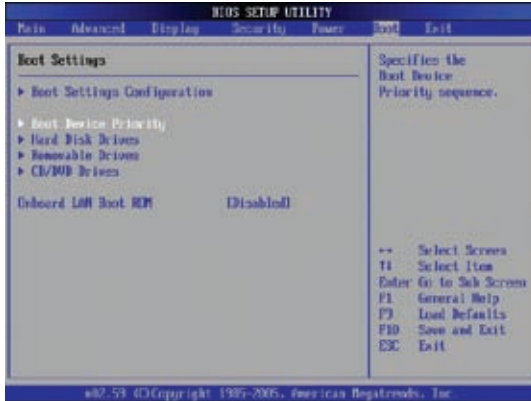 BIOS SETUP UTILITY
Main Advanced Display Security Power Boot Exit
Boot Settings
▶ Boot Settings Configuration
▶ Boot Device Priority
▶ Hard Disk Drives
▶ Removable Drives
▶ CD/DVD Drives
Onboard LAN Boot ROM [Disabled]
Specifies the
Boot Device
Priority sequence.
↔ Select Screen
↑↓ Select Item
Enter Go to Sub Screen
F1 General Help
F9 Load Defaults
F10 Save and Exit
ESC Exit
v02.59 (C)Copyright 1985-2005, American Megatrends, Inc.